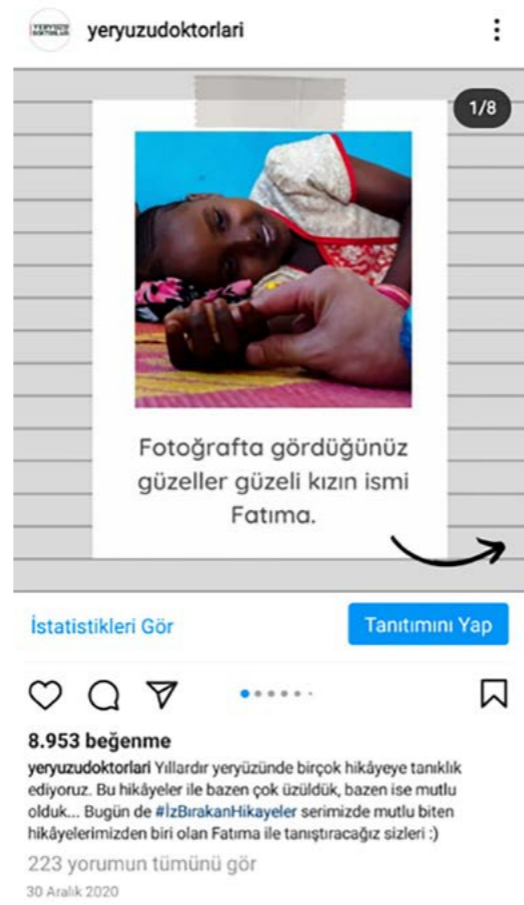 YERYÜZÜ
DOKTORLARI
yeryuzudoktorlari
1/8
Fotoğrafta gördüğünüz
güzeller güzeli kızın ismi
Fatıma.
İstatistikleri Gör
Tanıtımını Yap
8.953 beğenme
yeryuzudoktorlari Yıllardır yeryüzünde birçok hikâyeye tanıklık
ediyoruz. Bu hikâyeler ile bazen çok üzüldük, bazen ise mutlu
olduk... Bugün de #İzBırakanHikayeler serimizde mutlu biten
hikâyelerimizden biri olan Fatıma ile tanıştıracağız sizleri :)
223 yorumun tümünü gör
30 Aralık 2020